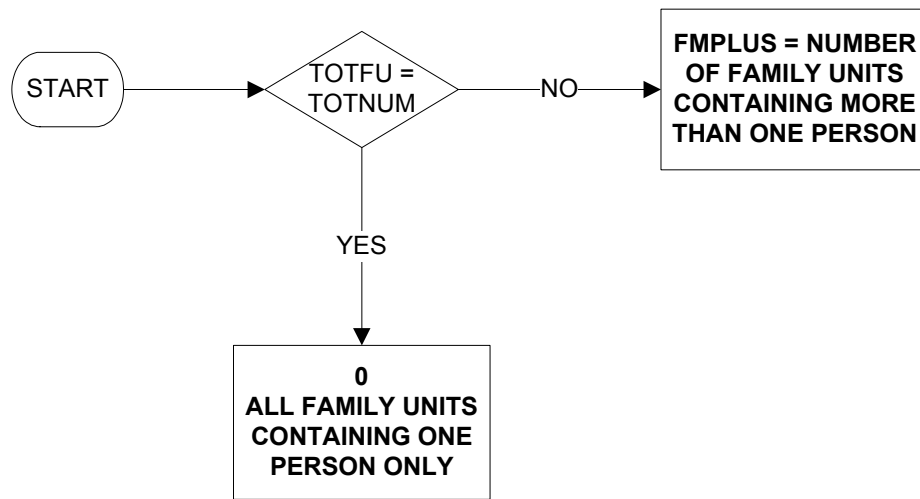 START
TOTFU =
TOTNUM
NO
FMPLUS = NUMBER
OF FAMILY UNITS
CONTAINING MORE
THAN ONE PERSON
YES
0
ALL FAMILY UNITS
CONTAINING ONE
PERSON ONLY